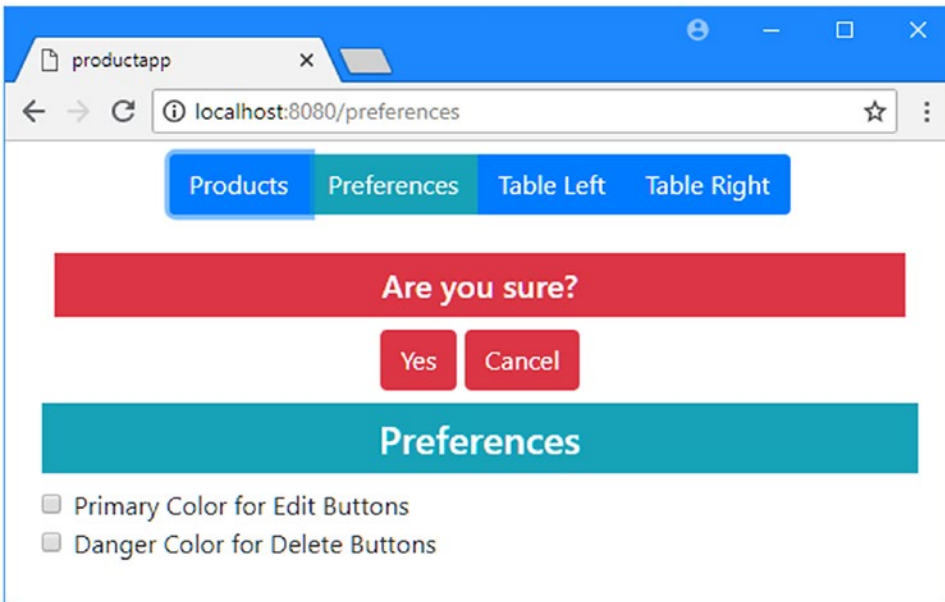 productapp
localhost:8080/preferences
Products Preferences Table Left Table Right
Are you sure?
Yes Cancel
Preferences
Primary Color for Edit Buttons
Danger Color for Delete Buttons